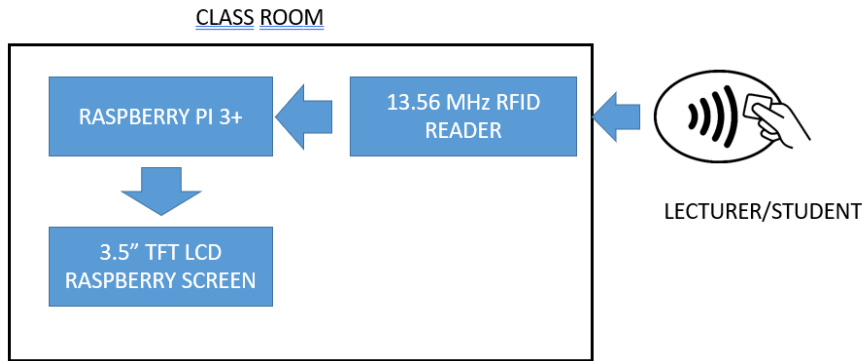 CLASS ROOM
RASPBERRY PI 3+
13.56 MHz RFID
READER
LECTURER/STUDENT
3.5” TFT LCD
RASPBERRY SCREEN